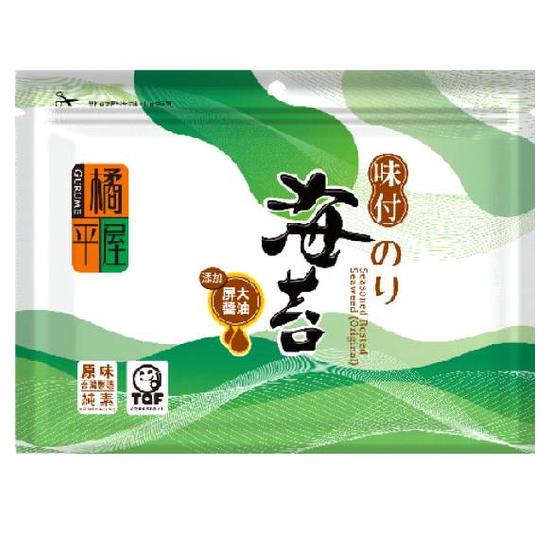 橘平屋
GURUME
味付のり
海苔
Seasoned Rosted
Seaweed (Original)
添加
屏大
醬油
原味
台灣製造
純素
TQF